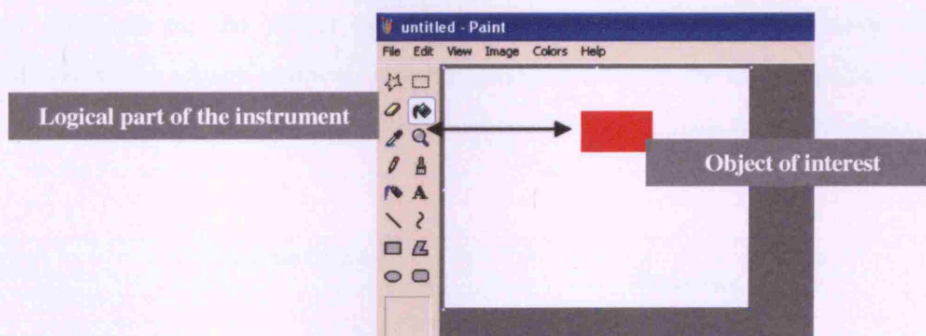 untitled - Paint
File Edit View Image Colors Help
Logical part of the instrument
A
Object of interest